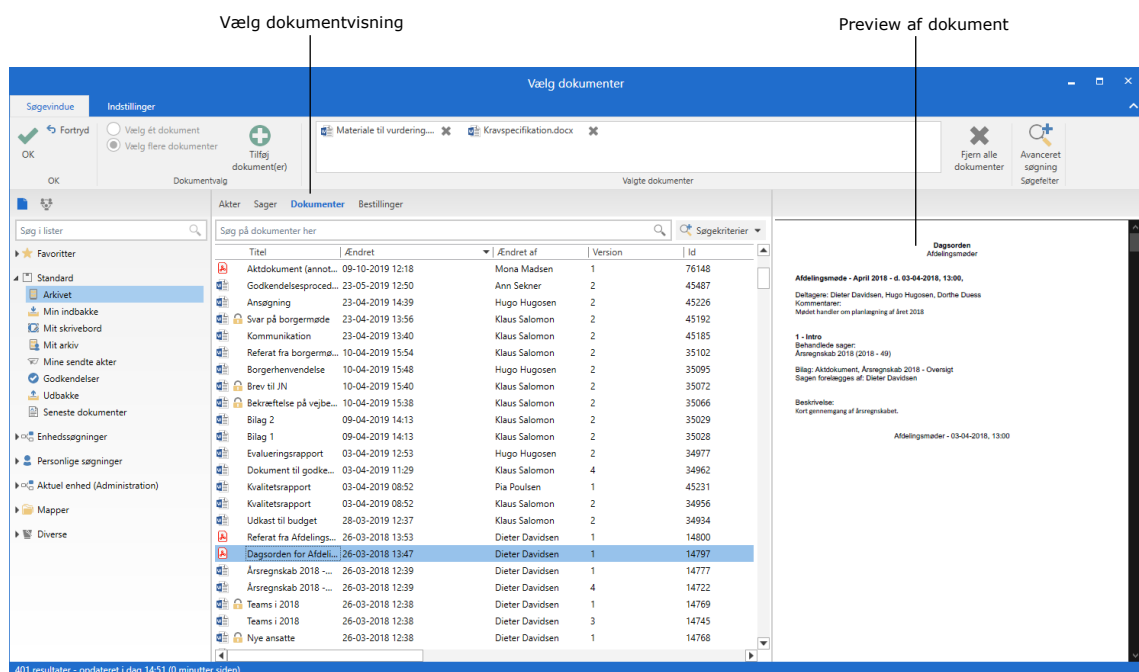 Vælg dokumentvisning
Preview af dokument
Vælg dokumenter
Søgevindue Indstillinger
OK
Fortryd
Vælg ét dokument
Vælg flere dokumenter
Tilføj
dokument(er)
Materiale til vurdering.... Kravspecifikation.docx
Fjern alle
dokumenter
Avanceret
søgning
OK Dokumentvalg Valgte dokumenter Søgefelter
Akter Sager Dokumenter Bestillinger
Søg i lister
Favoritter
Standard
Arkivet
Min indbakke
Mit skrivebord
Mit arkiv
Mine sendte akter
Godkendelser
Udbakke
Seneste dokumenter
Enhedssøgninger
Personlige søgninger
Aktuel enhed (Administration)
Mapper
Diverse
Søg på dokumenter her Søgekriterier
Titel Ændret Ændret af Version Id
Aktdokument (annot... 09-10-2019 12:18 Mona Madsen 1 76148
Godkendelsesproced... 23-05-2019 12:50 Ann Sekner 2 45487
Ansøgning 23-04-2019 14:39 Hugo Hugosen 2 45226
Svar på borgermøde 23-04-2019 13:56 Klaus Salomon 2 45192
Kommunikation 23-04-2019 13:40 Klaus Salomon 2 45185
Referat fra borgermø... 10-04-2019 15:54 Hugo Hugosen 2 35102
Borgerhenvendelse 10-04-2019 15:48 Hugo Hugosen 2 35095
Brev til JN 10-04-2019 15:40 Klaus Salomon 2 35072
Bekræftelse på vejbe... 10-04-2019 15:38 Klaus Salomon 2 35066
Bilag 2 09-04-2019 14:13 Klaus Salomon 2 35029
Bilag 1 09-04-2019 14:13 Klaus Salomon 2 35028
Evalueringsrapport 03-04-2019 12:53 Hugo Hugosen 2 34977
Dokument til godke... 03-04-2019 11:29 Klaus Salomon 4 34962
Kvalitetsrapport 03-04-2019 08:52 Pia Poulsen 1 45231
Kvalitetsrapport 03-04-2019 08:52 Klaus Salomon 2 34956
Udkast til budget 28-03-2019 12:37 Klaus Salomon 2 34934
Referat fra Afdelings... 26-03-2018 13:53 Dieter Davidsen 1 14800
Dagsorden for Afdeli... 26-03-2018 13:47 Dieter Davidsen 1 14797
Årsregnskab 2018 -... 26-03-2018 12:39 Dieter Davidsen 1 14777
Årsregnskab 2018 -... 26-03-2018 12:39 Dieter Davidsen 4 14722
Teams i 2018 26-03-2018 12:38 Dieter Davidsen 1 14769
Teams i 2018 26-03-2018 12:38 Dieter Davidsen 3 14745
Nye ansatte 26-03-2018 12:38 Dieter Davidsen 1 14768
Dagsorden
Afdelingsmøder
Afdelingsmøde - April 2018 - d. 03-04-2018, 13:00,
Deltagere: Dieter Davidsen, Hugo Hugosen, Dorthe Duess
Kommentarer:
Mødet handler om planlægning af året 2018
1 - Intro
Behandlede sager:
Årsregnskab 2018 (2018 - 49)
Bilag: Aktdokument, Årsregnskab 2018 - Oversigt
Sagen forelægges af: Dieter Davidsen
Beskrivelse:
Kort gennemgang af årsregnskabet.
Afdelingsmøder - 03-04-2018, 13:00
401 resultater - opdateret i dag 14:51 (0 minutter siden)